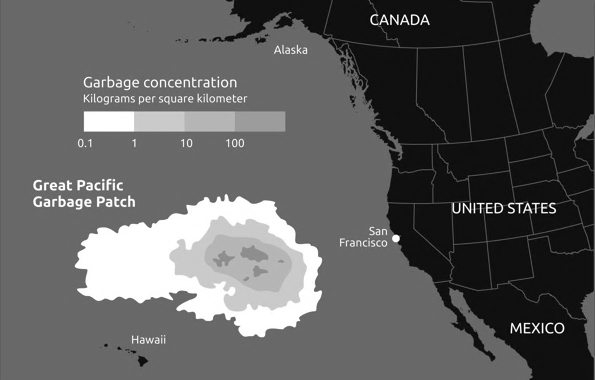 CANADA
Alaska
Garbage concentration
Kilograms per square kilometer
0.1 1 10 100
Great Pacific
Garbage Patch
UNITED STATES
San
Francisco
MEXICO
Hawaii